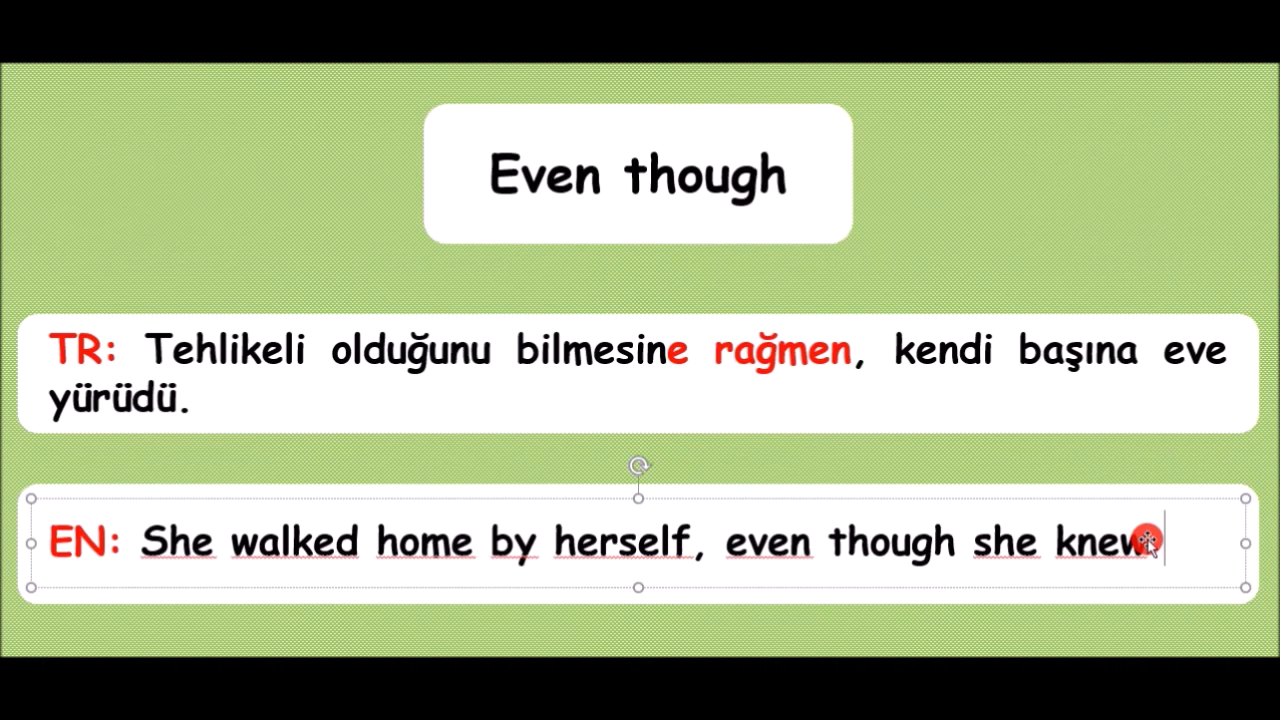 Even though
TR: Tehlikeli olduğunu bilmesine rağmen, kendi başına eve
yürüdü.
EN: She walked home by herself, even though she knew